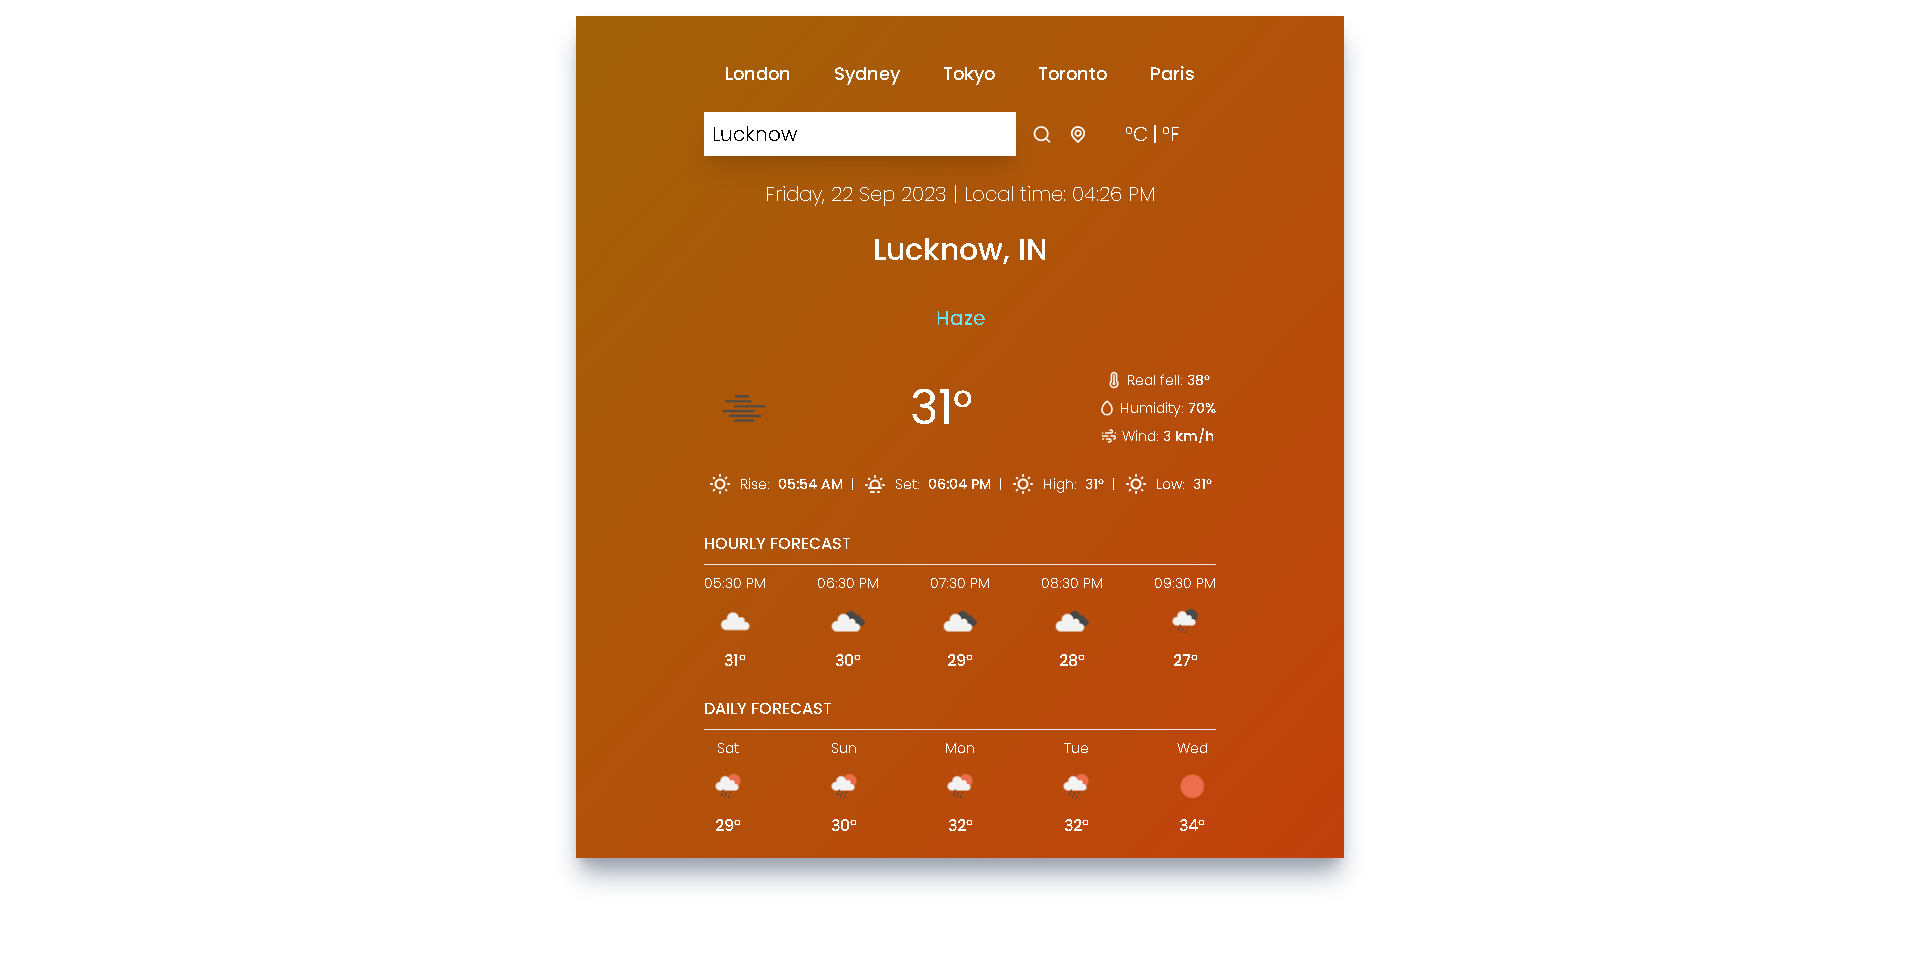 London Sydney Tokyo Toronto Paris
Lucknow °C | °F
Friday, 22 Sep 2023 | Local time: 04:26 PM
Lucknow, IN
Haze
31°
Real fell: 38°
Humidity: 70%
Wind: 3 km/h
Rise: 05:54 AM | Set: 06:04 PM | High: 31° | Low: 31°
HOURLY FORECAST
05:30 PM 06:30 PM 07:30 PM 08:30 PM 09:30 PM
31° 30° 29° 28° 27°
DAILY FORECAST
Sat Sun Mon Tue Wed
29° 30° 32° 32° 34°